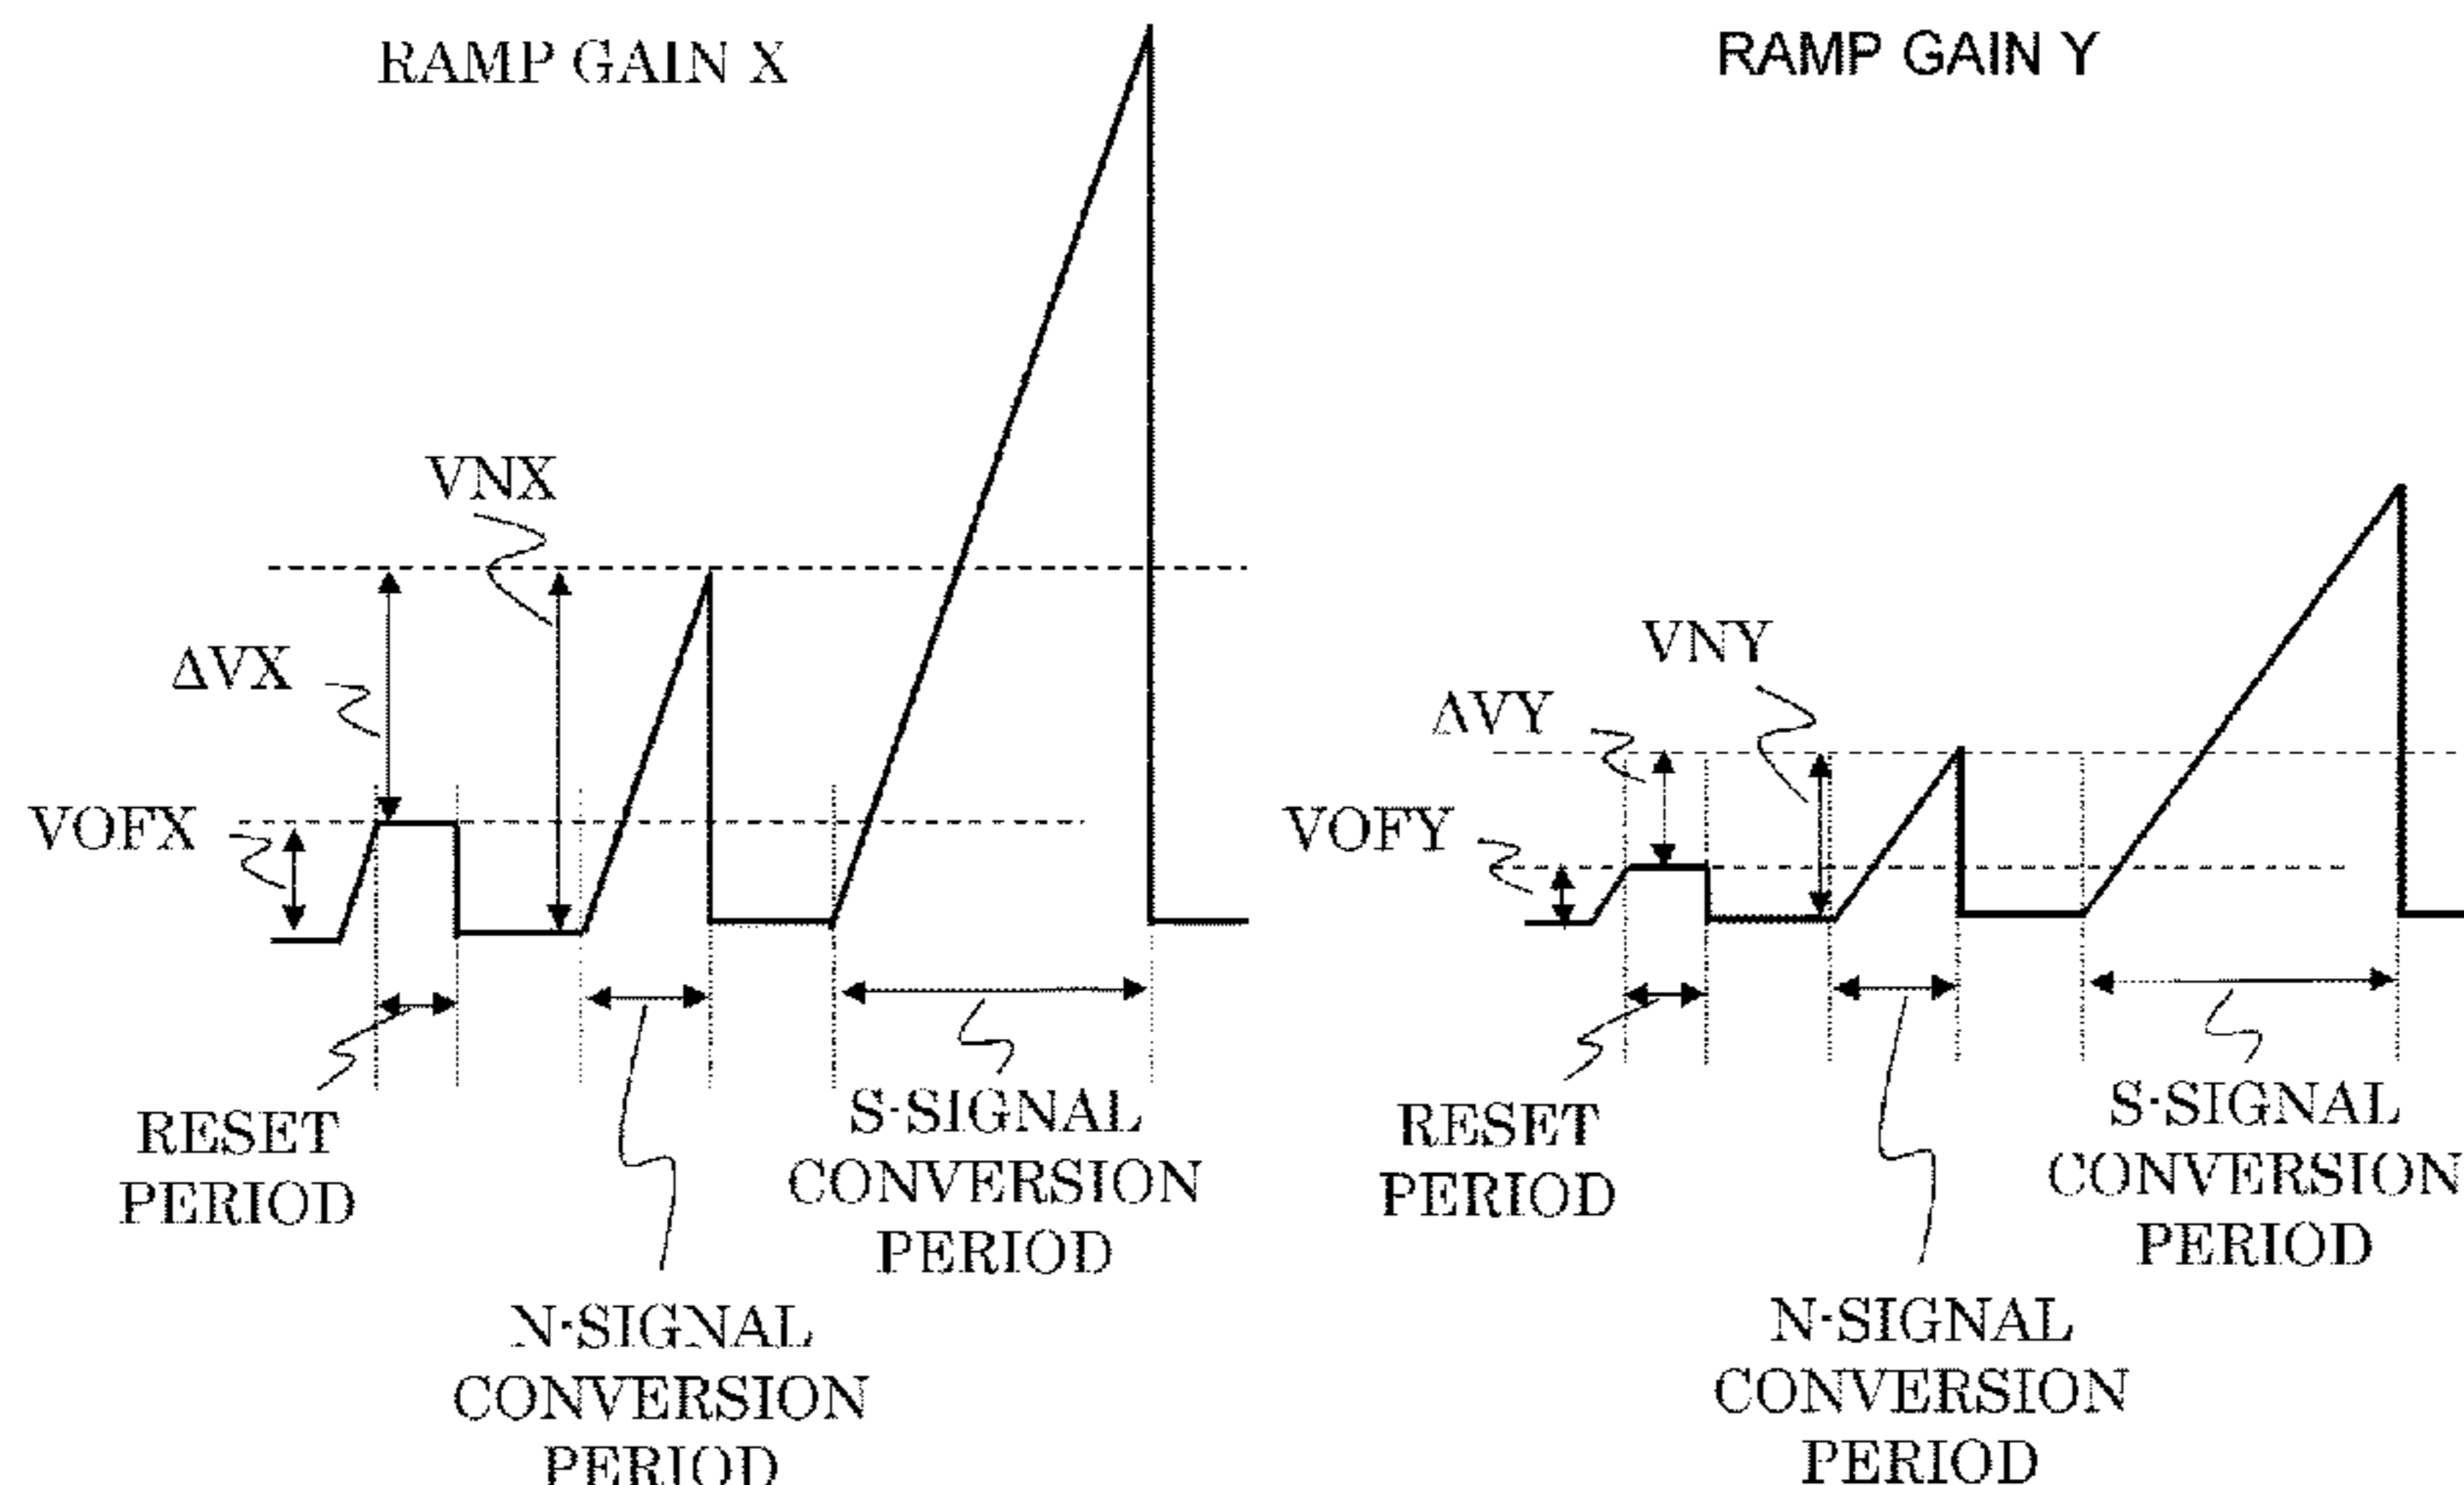 RAMP GAIN X
VNX
ΔVX
VOFX
RESET
PERIOD
S-SIGNAL
CONVERSION
PERIOD
N-SIGNAL
CONVERSION
PERIOD
RAMP GAIN Y
VNY
ΔVY
VOFY
RESET
PERIOD
S-SIGNAL
CONVERSION
PERIOD
N-SIGNAL
CONVERSION
PERIOD